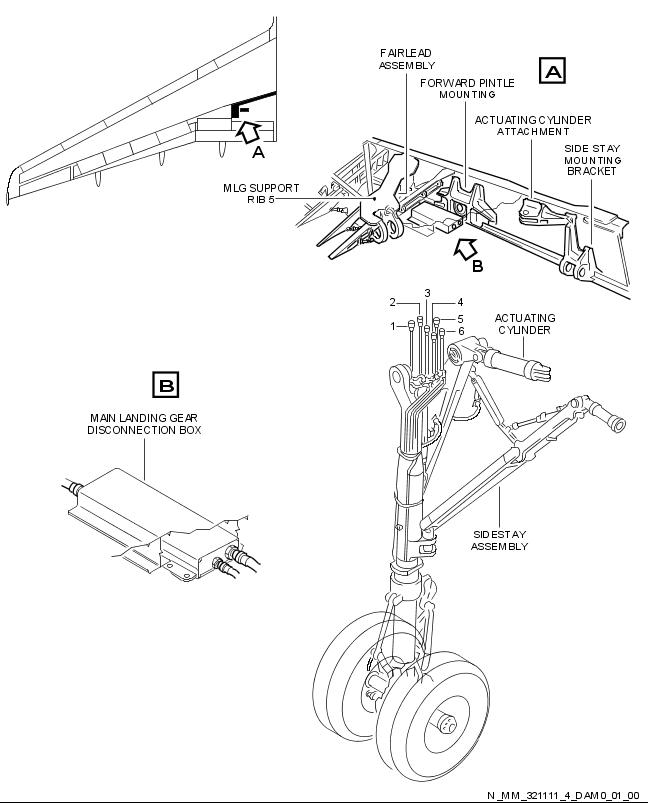 FAIRLEAD
ASSEMBLY
A
FORWARD PINTLE
MOUNTING
ACTUATING CYLINDER
ATTACHMENT
SIDE STAY
MOUNTING
BRACKET
A
MLG SUPPORT
RIB 5
B
1
2
3
4
5
6
ACTUATING
CYLINDER
B
MAIN LANDING GEAR
DISCONNECTION BOX
SIDESTAY
ASSEMBLY
N_MM_321111_4_DAM0_01_00